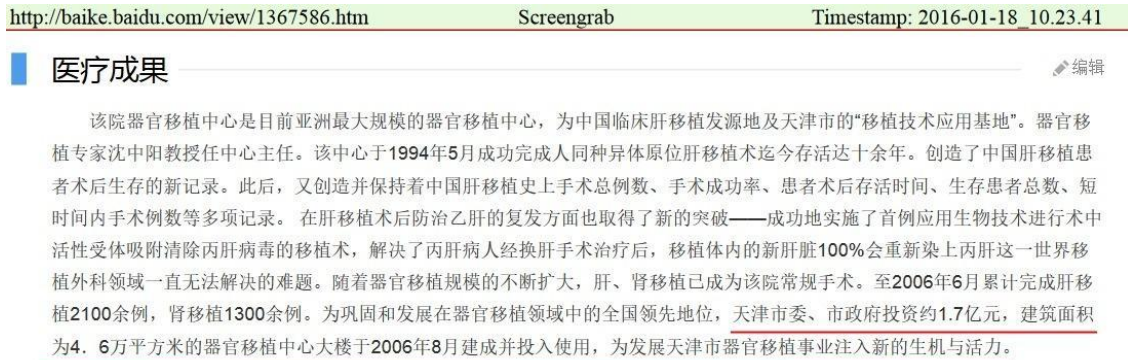 http://baike.baidu.com/view/1367586.htm Screengrab Timestamp: 2016-01-18_10.23.41
医疗成果 编辑
该院器官移植中心是目前亚洲最大规模的器官移植中心，为中国临床肝移植发源地及天津市的“移植技术应用基地”。器官移
植专家沈中阳教授任中心主任。该中心于1994年5月成功完成人同种异体原位肝移植术迄今存活达十余年。创造了中国肝移植患
者术后生存的新记录。此后，又创造并保持着中国肝移植史上手术总例数、手术成功率、患者术后存活时间、生存患者总数、短
时间内手术例数等多项记录。 在肝移植术后防治乙肝的复发方面也取得了新的突破——成功地实施了首例应用生物技术进行术中
活性受体吸附清除丙肝病毒的移植术，解决了丙肝病人经换肝手术治疗后，移植体内的新肝脏100%会重新染上丙肝这一世界移
植外科领域一直无法解决的难题。随着器官移植规模的不断扩大，肝、肾移植已成为该院常规手术。至2006年6月累计完成肝移
植2100余例，肾移植1300余例。为巩固和发展在器官移植领域中的全国领先地位，天津市委、市政府投资约1.7亿元，建筑面积
为4．6万平方米的器官移植中心大楼于2006年8月建成并投入使用，为发展天津市器官移植事业注入新的生机与活力。